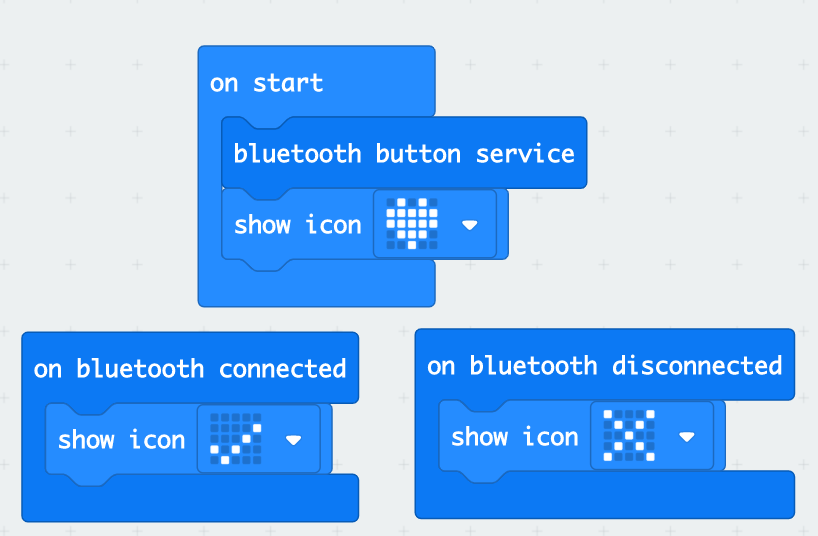 on start
bluetooth button service
show icon
on bluetooth connected
show icon
on bluetooth disconnected
show icon